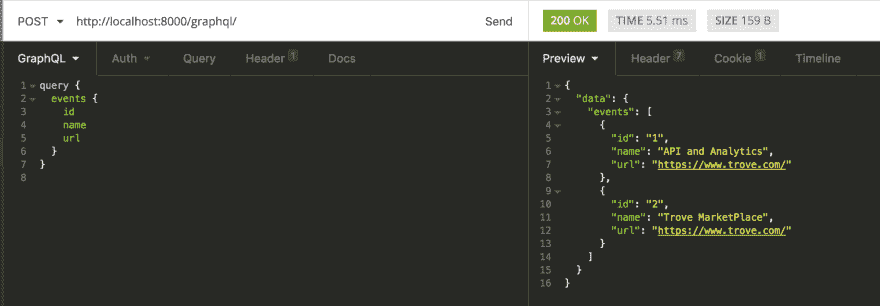 POST http://localhost:8000/graphql/ Send 200 OK TIME 5.51 ms SIZE 159 B
GraphQL Auth Query Header 1 Docs
Preview Header 7 Cookie 1 Timeline
1 query {
2 events {
3 id
4 name
5 url
6 }
7 }
8
1 {
2 "data": {
3 "events": [
4 {
5 "id": "1",
6 "name": "API and Analytics",
7 "url": "https://www.trove.com/"
8 },
9 {
10 "id": "2",
11 "name": "Trove MarketPlace",
12 "url": "https://www.trove.com/"
13 }
14 ]
15 }
16 }